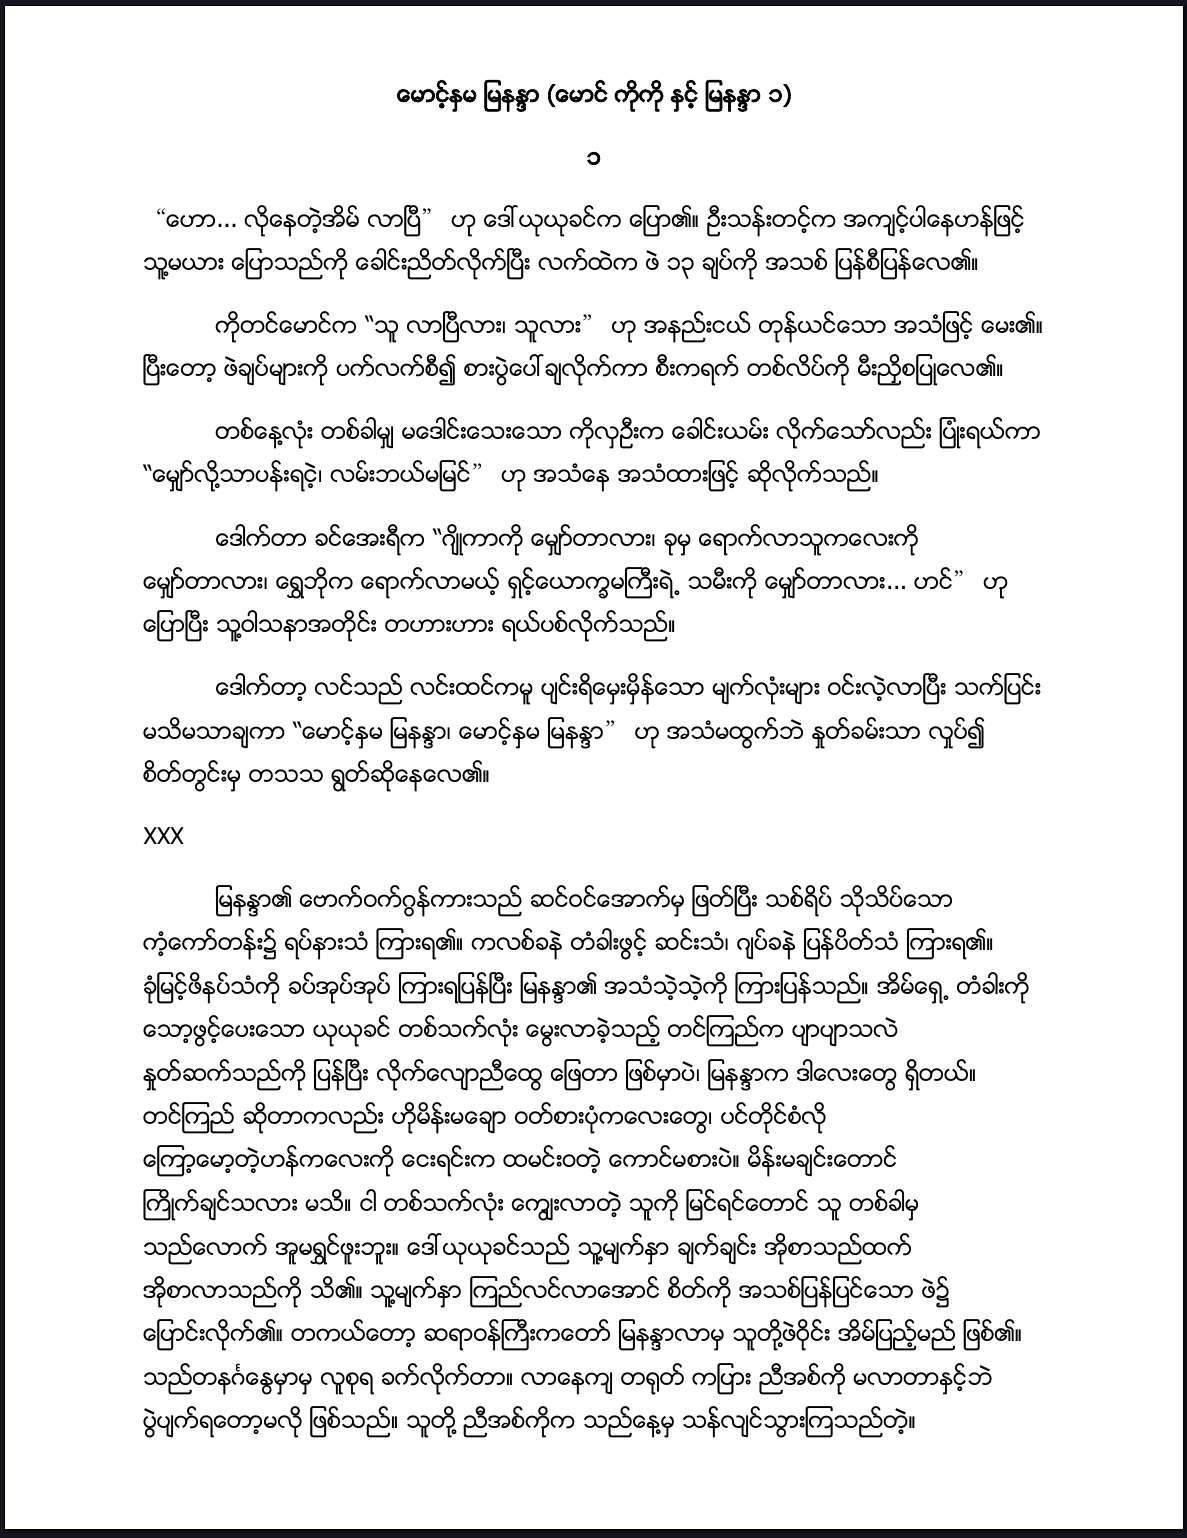 မောင့်နှမ မြနန္ဒာ (မောင် ကိုကို နှင့် မြနန္ဒာ ၁)
၁
“ဟော... လိုနေတဲ့အိမ် လာပြီ” ဟု ဒေါ်ယုယုခင်က ပြော၏။ ဦးသန်းတင့်က အကျင့်ပါနေဟန်ဖြင့်
သူ့မယား ပြောသည်ကို ခေါင်းညိတ်လိုက်ပြီး လက်ထဲက ဖဲ ၁၃ ချပ်ကို အသစ် ပြန်စီပြန်လေ၏။
ကိုတင်မောင်က “သူ လာပြီလား၊ သူလား” ဟု အနည်းငယ် တုန်ယင်သော အသံဖြင့် မေး၏။
ပြီးတော့ ဖဲချပ်များကို ပက်လက်စီ၍ စားပွဲပေါ်ချလိုက်ကာ စီးကရက် တစ်လိပ်ကို မီးညှိစပြုလေ၏။
တစ်နေ့လုံး တစ်ခါမျှ မဒေါင်းသေးသော ကိုလှဦးက ခေါင်းယမ်း လိုက်သော်လည်း ပြုံးရယ်ကာ
“မျှော်လို့သာပန်းရငဲ့၊ လမ်းဘယ်မမြင်” ဟု အသံနေ အသံထားဖြင့် ဆိုလိုက်သည်။
ဒေါက်တာ ခင်အေးရီက “ဂျိုကာကို မျှော်တာလား၊ ခုမှ ရောက်လာသူကလေးကို
မျှော်တာလား၊ ရွှေဘိုက ရောက်လာမယ့် ရှင့်ယောက္ခမကြီးရဲ့ သမီးကို မျှော်တာလား... ဟင်” ဟု
ပြောပြီး သူ့ဝါသနာအတိုင်း တဟားဟား ရယ်ပစ်လိုက်သည်။
ဒေါက်တာ့ လင်သည် လင်းထင်ကမူ ပျင်းရိမှေးမှိန်သော မျက်လုံးများ ဝင်းလဲ့လာပြီး သက်ပြင်း
မသိမသာချကာ “မောင့်နှမ မြနန္ဒာ၊ မောင့်နှမ မြနန္ဒာ” ဟု အသံမထွက်ဘဲ နှုတ်ခမ်းသာ လှုပ်၍
စိတ်တွင်းမှ တသသ ရွတ်ဆိုနေလေ၏။
XXX
မြနန္ဒာ၏ ဗောက်ဝက်ဂွန်ကားသည် ဆင်ဝင်အောက်မှ ဖြတ်ပြီး သစ်ရိပ် သိုသိပ်သော
ကံ့ကော်တန်း၌ ရပ်နားသံ ကြားရ၏။ ကလစ်ခနဲ တံခါးဖွင့် ဆင်းသံ၊ ဂျပ်ခနဲ ပြန်ပိတ်သံ ကြားရ၏။
ခုံမြင့်ဖိနပ်သံကို ခပ်အုပ်အုပ် ကြားရပြန်ပြီး မြနန္ဒာ၏ အသံသဲ့သဲ့ကို ကြားပြန်သည်။ အိမ်ရှေ့ တံခါးကို
သော့ဖွင့်ပေးသော ယုယုခင် တစ်သက်လုံး မွေးလာခဲ့သည့် တင်ကြည်က ပျာပျာသလဲ
နှုတ်ဆက်သည်ကို ပြန်ပြီး လိုက်လျောညီထွေ ဖြေတာ ဖြစ်မှာပဲ၊ မြနန္ဒာက ဒါလေးတွေ ရှိတယ်။
တင်ကြည် ဆိုတာကလည်း ဟိုမိန်းမချော ဝတ်စားပုံကလေးတွေ၊ ပင်တိုင်စံလို
ကြော့မော့တဲ့ဟန်ကလေးကို ငေးရင်းက ထမင်းဝတဲ့ ကောင်မစားပဲ။ မိန်းမချင်းတောင်
ကြိုက်ချင်သလား မသိ။ ငါ တစ်သက်လုံး ကျွေးလာတဲ့ သူကို မြင်ရင်တောင် သူ တစ်ခါမှ
သည်လောက် အူမရွှင်ဖူးဘူး။ ဒေါ်ယုယုခင်သည် သူ့မျက်နှာ ချက်ချင်း အိုစာသည်ထက်
အိုစာလာသည်ကို သိ၏။ သူ့မျက်နှာ ကြည်လင်လာအောင် စိတ်ကို အသစ်ပြန်ပြင်သော ဖဲ၌
ပြောင်းလိုက်၏။ တကယ်တော့ ဆရာဝန်ကြီးကတော် မြနန္ဒာလာမှ သူတို့ဖဲဝိုင်း အိမ်ပြည့်မည် ဖြစ်၏။
သည်တနင်္ဂနွေမှာမှ လူစုရ ခက်လိုက်တာ။ လာနေကျ တရုတ် ကပြား ညီအစ်ကို မလာတာနှင့်ဘဲ
ပွဲပျက်ရတော့မလို ဖြစ်သည်။ သူတို့ ညီအစ်ကိုက သည်နေ့မှ သန်လျင်သွားကြသည်တဲ့။